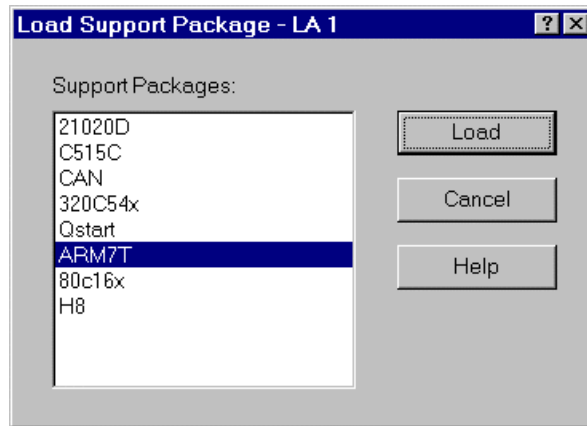 Load Support Package - LA 1
Support Packages:
21020D
C515C
CAN
320C54x
Qstart
ARM7T
80c16x
H8
Load
Cancel
Help